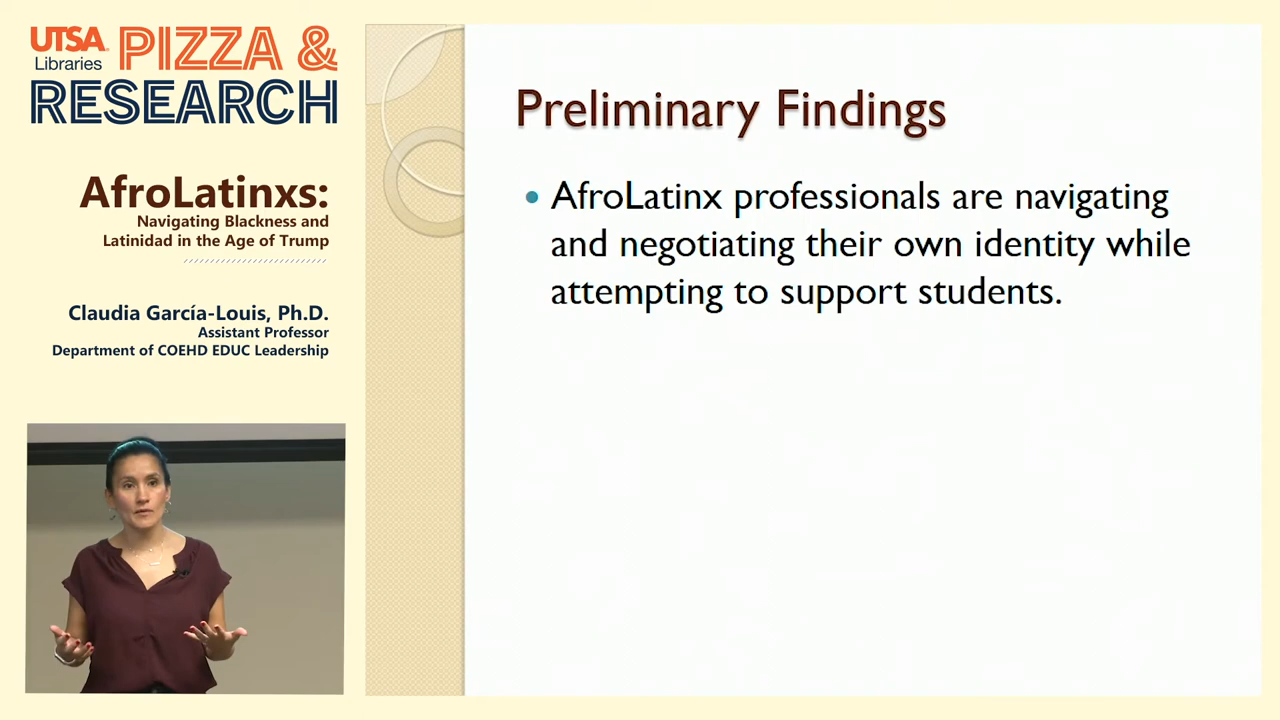 UTSA
Libraries
PIZZA &
RESEARCH
AfroLatinxs:
Navigating Blackness and
Latinidad in the Age of Trump
Claudia García-Louis, Ph.D.
Assistant Professor
Department of COEHD EDUC Leadership
Preliminary Findings
• AfroLatinx professionals are navigating
and negotiating their own identity while
attempting to support students.